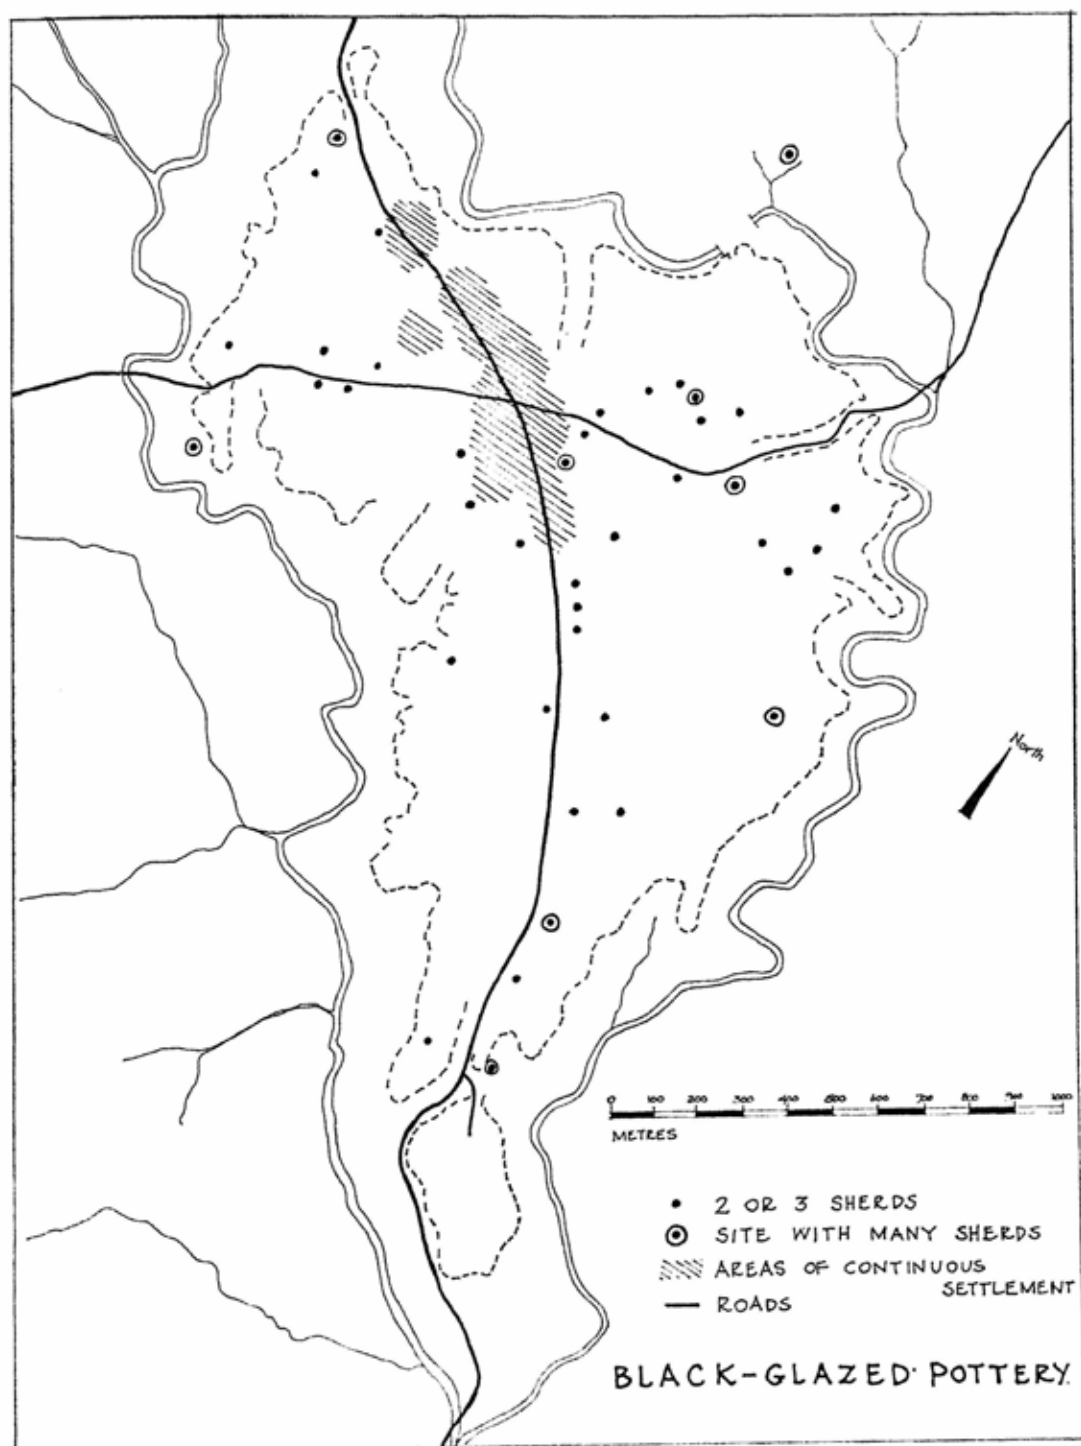 North
0 100 200 300 400 500 600 700 800 900 1000
METRES
2 OR 3 SHERDS
SITE WITH MANY SHERDS
AREAS OF CONTINUOUS
SETTLEMENT
ROADS
BLACK-GLAZED POTTERY.